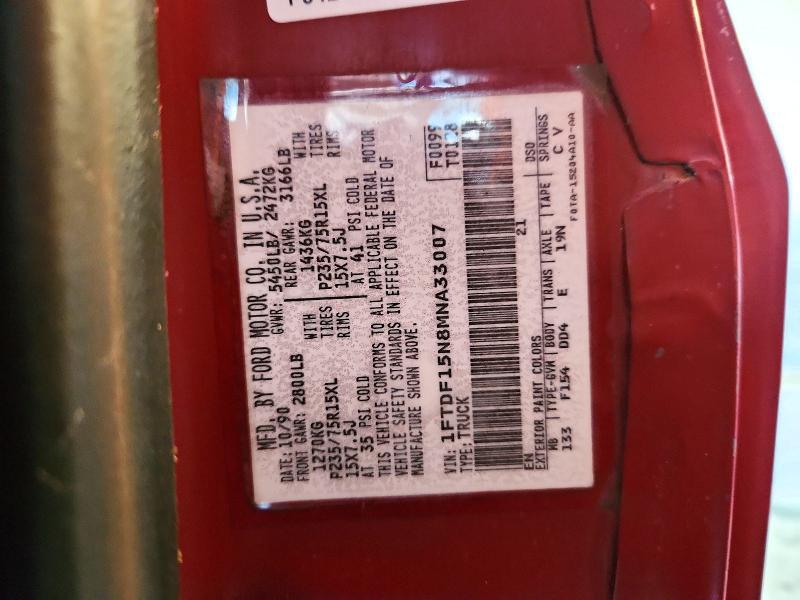 MFD. BY FORD MOTOR CO. IN U.S.A.
DATE: 10/90 GVWR: 5450LB/ 2472KG
FRONT GAWR: 2800LB REAR GAWR: 3166LB
1270KG WITH 1436KG WITH
P235/75R15XL TIRES P235/75R15XL TIRES
15X7.5J RIMS 15X7.5J RIMS
AT 35 PSI COLD AT 41 PSI COLD
THIS VEHICLE CONFORMS TO ALL APPLICABLE FEDERAL MOTOR
VEHICLE SAFETY STANDARDS IN EFFECT ON THE DATE OF
MANUFACTURE SHOWN ABOVE.
F0099
T0128
VIN: 1FTDF15N8MNA33007
TYPE: TRUCK
21
EN
EXTERIOR PAINT COLORS DSO
WB TYPE-GVW BODY TRANS AXLE TAPE SPRINGS
133 F154 DD4 E 19N C V
F0TA-15204A10-AA